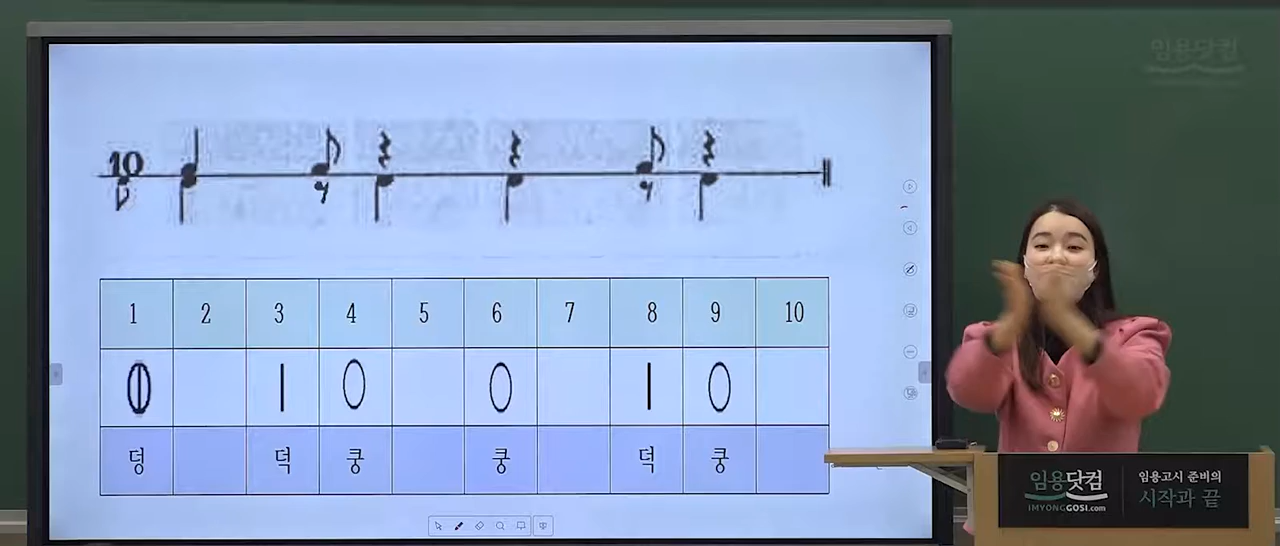 임용닷컴
10
1 2 3 4 5 6 7 8 9 10
덩 덕 쿵 쿵 덕 쿵
임용닷컴
IMYONGGOSI.com
임용고시 준비의
시작과 끝